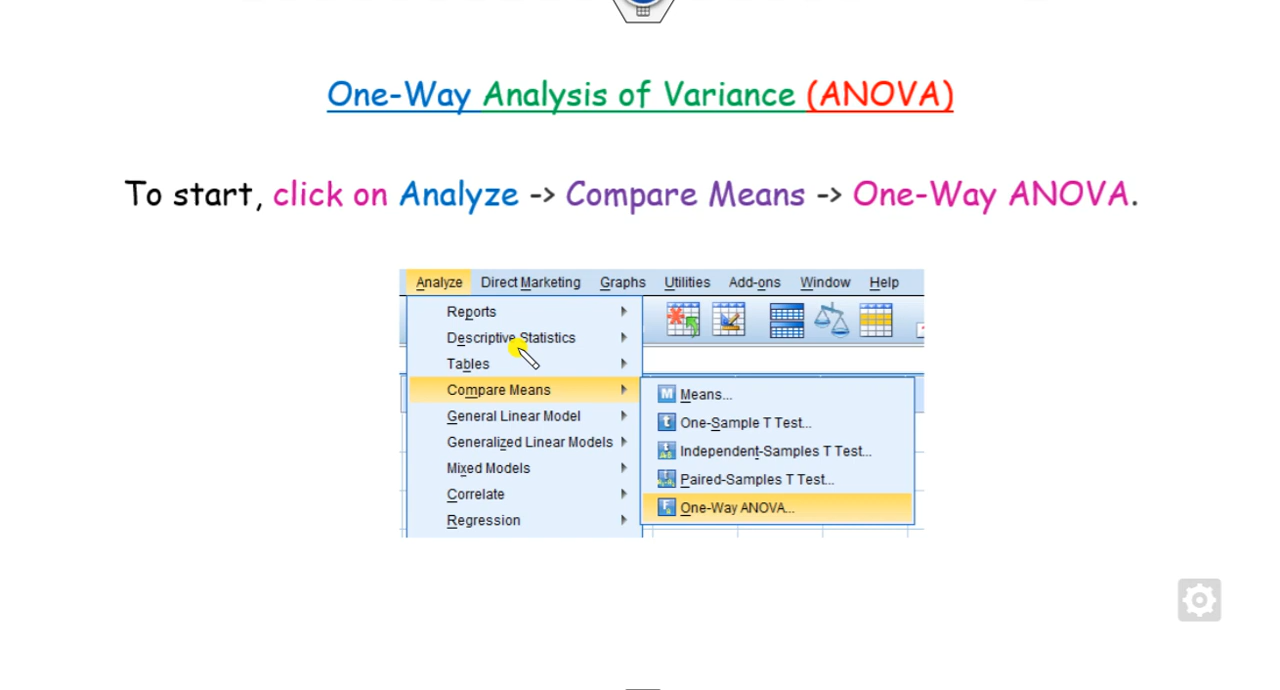 One-Way Analysis of Variance (ANOVA)
To start, click on Analyze -> Compare Means -> One-Way ANOVA.
Analyze Direct Marketing Graphs Utilities Add-ons Window Help
Reports
Descriptive Statistics
Tables
Compare Means
General Linear Model
Generalized Linear Models
Mixed Models
Correlate
Regression
M Means...
t One-Sample T Test...
Independent-Samples T Test...
Paired-Samples T Test...
One-Way ANOVA...